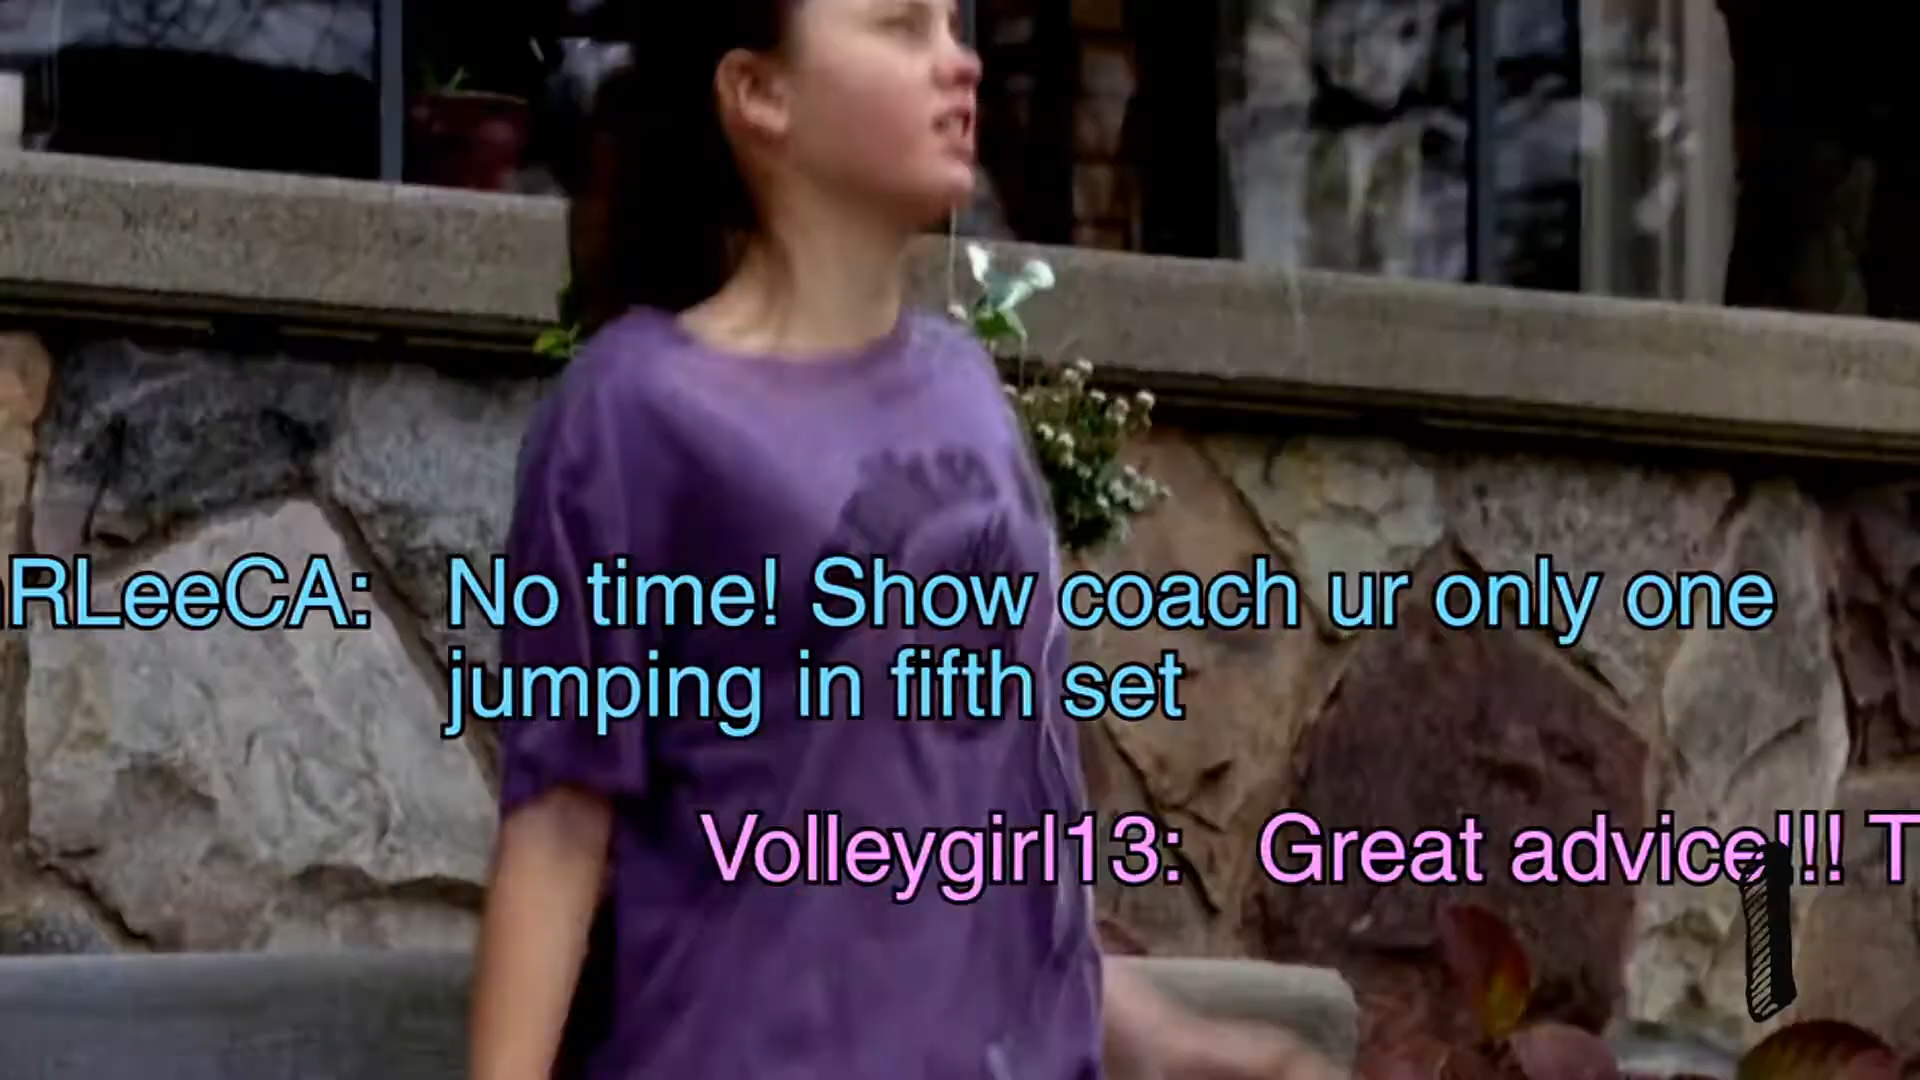 RLeeCA: No time! Show coach ur only one
jumping in fifth set
Volleygirl13: Great advice!!! T